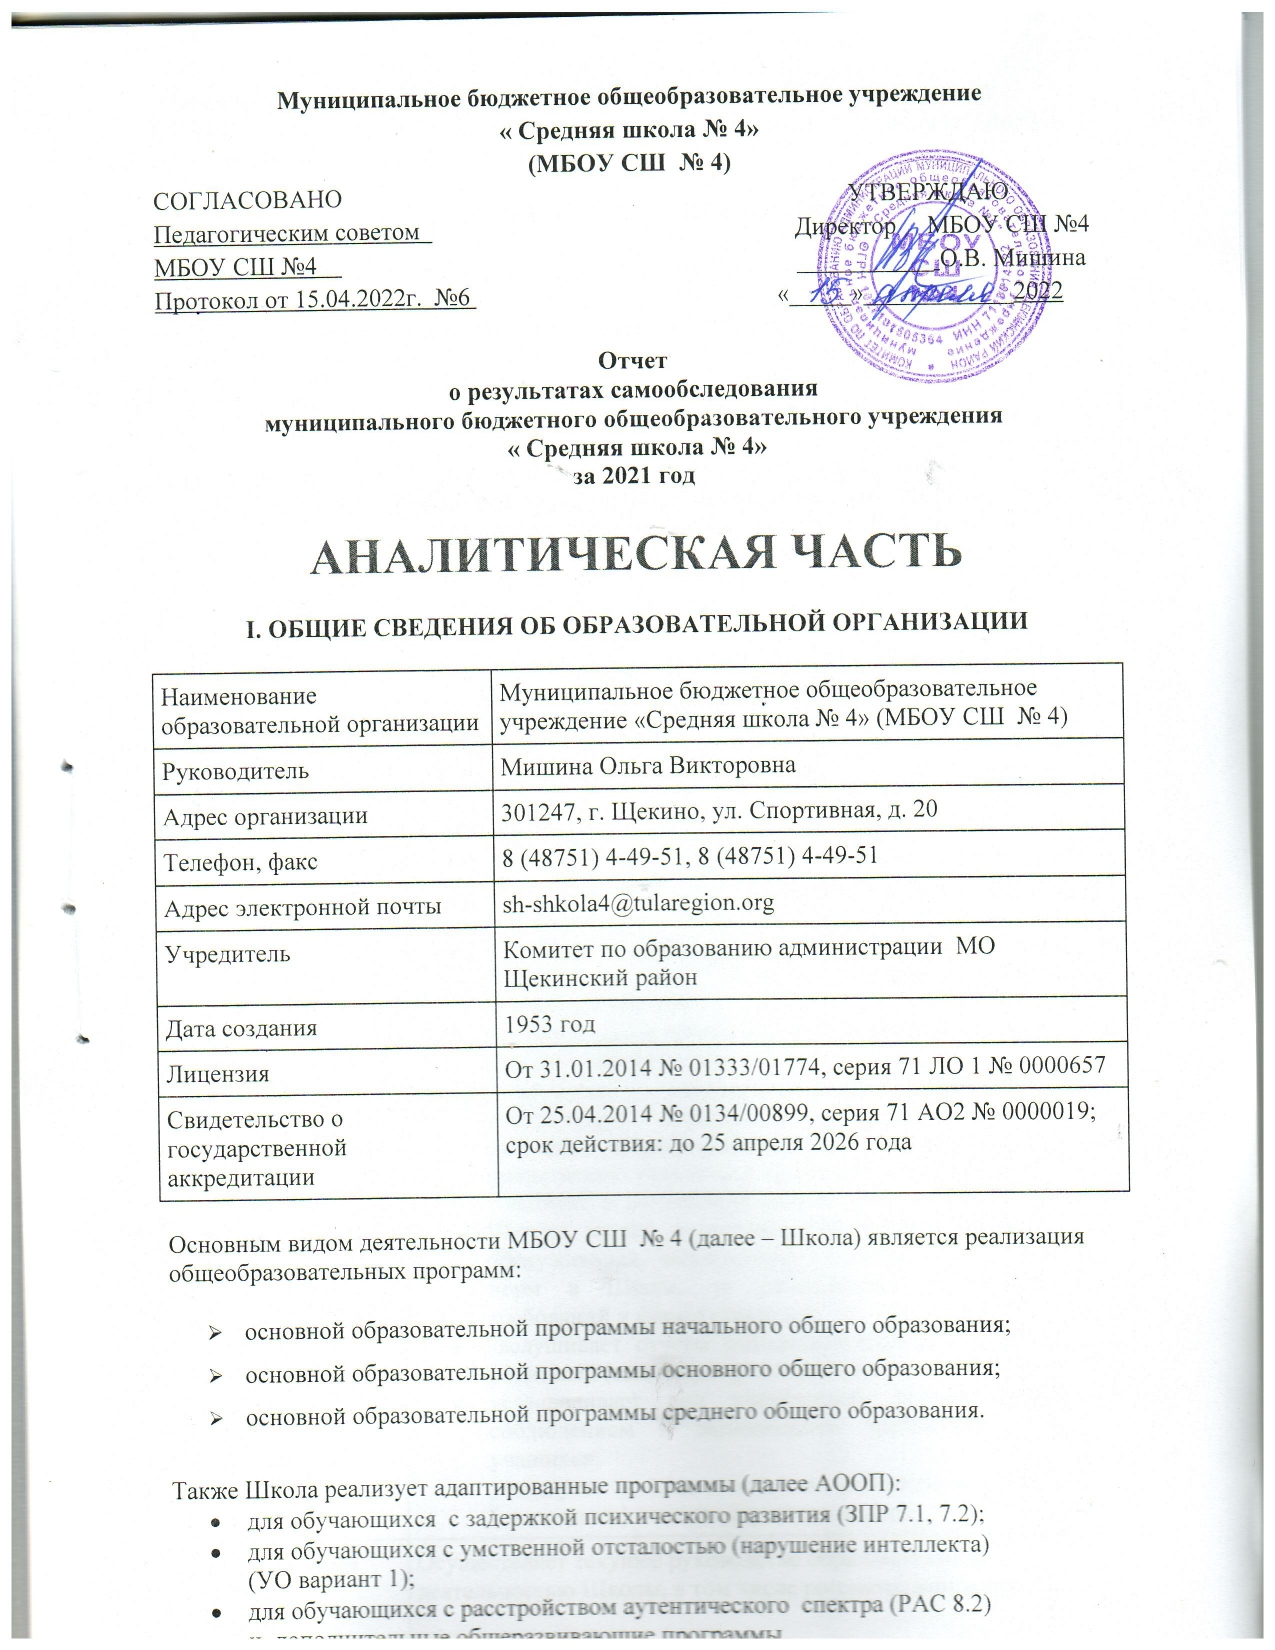 Муниципальное бюджетное общеобразовательное учреждение
« Средняя школа № 4»
(МБОУ СШ № 4)
СОГЛАСОВАНО
Педагогическим советом
МБОУ СШ №4
Протокол от 15.04.2022г. №6
УТВЕРЖДАЮ
Директор МБОУ СШ №4
О.В. Мишина
« 15 » апреля 2022
МБОУ
СШ
Отчет
о результатах самообследования
муниципального бюджетного общеобразовательного учреждения
« Средняя школа № 4»
за 2021 год
АНАЛИТИЧЕСКАЯ ЧАСТЬ
I. ОБЩИЕ СВЕДЕНИЯ ОБ ОБРАЗОВАТЕЛЬНОЙ ОРГАНИЗАЦИИ
Наименование
образовательной организации
Муниципальное бюджетное общеобразовательное
учреждение «Средняя школа № 4» (МБОУ СШ № 4)
Руководитель
Мишина Ольга Викторовна
Адрес организации
301247, г. Щекино, ул. Спортивная, д. 20
Телефон, факс
8 (48751) 4-49-51, 8 (48751) 4-49-51
Адрес электронной почты
sh-shkola4@tularegion.org
Учредитель
Комитет по образованию администрации МО
Щекинский район
Дата создания
1953 год
Лицензия
От 31.01.2014 № 01333/01774, серия 71 ЛО 1 № 0000657
Свидетельство о
государственной
аккредитации
От 25.04.2014 № 0134/00899, серия 71 АО2 № 0000019;
срок действия: до 25 апреля 2026 года
Основным видом деятельности МБОУ СШ № 4 (далее – Школа) является реализация
общеобразовательных программ:
➢ основной образовательной программы начального общего образования;
➢ основной образовательной программы основного общего образования;
➢ основной образовательной программы среднего общего образования.
Также Школа реализует адаптированные программы (далее АООП):
• для обучающихся с задержкой психического развития (ЗПР 7.1, 7.2);
• для обучающихся с умственной отсталостью (нарушение интеллекта)
(УО вариант 1);
• для обучающихся с расстройством аутентического спектра (РАС 8.2)
• и дополнительные общеразвивающие программы